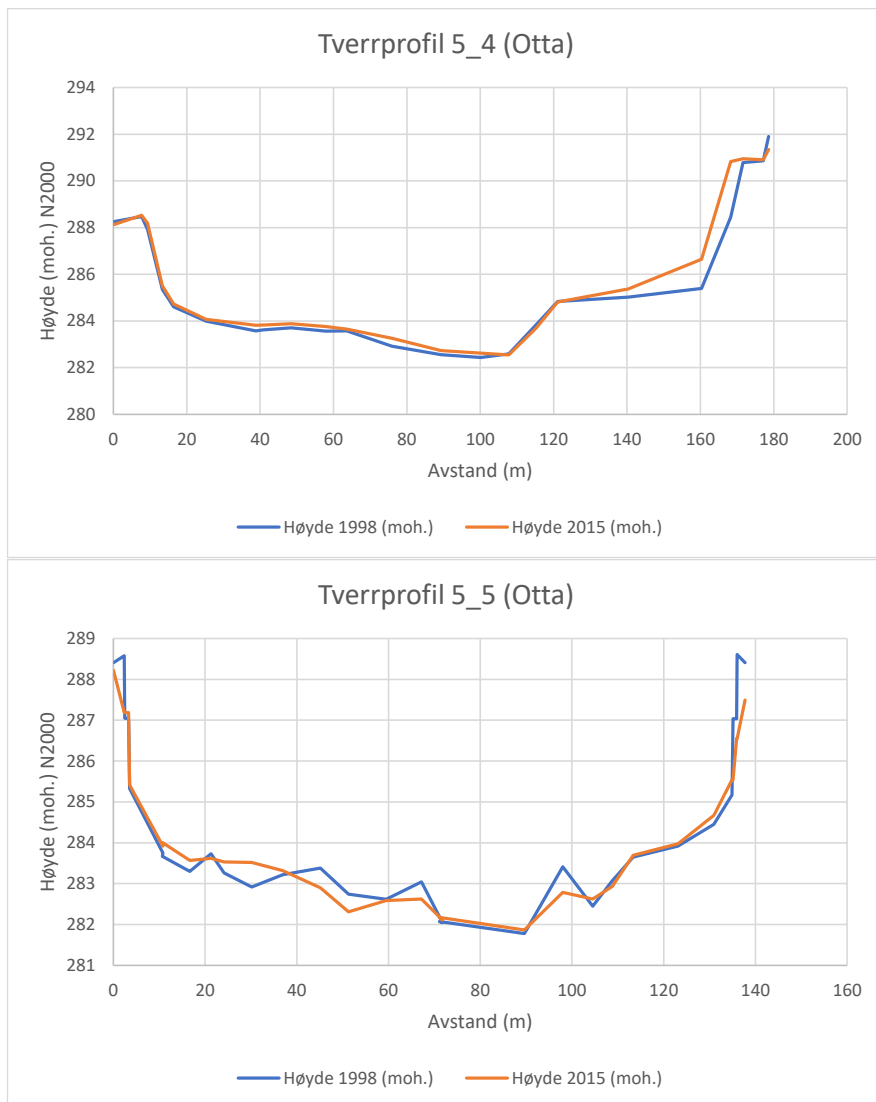 Tverrprofil 5_4 (Otta)
294
292
290
288
286
284
282
280
Høyde (moh.) N2000
0 20 40 60 80 100 120 140 160 180 200
Avstand (m)
Høyde 1998 (moh.) Høyde 2015 (moh.)
Tverrprofil 5_5 (Otta)
289
288
287
286
285
284
283
282
281
Høyde (moh.) N2000
0 20 40 60 80 100 120 140 160
Avstand (m)
Høyde 1998 (moh.) Høyde 2015 (moh.)